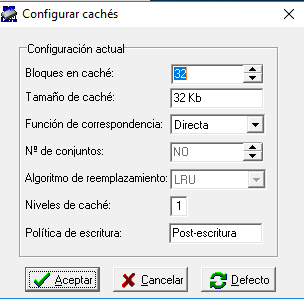 Configurar cachés
Configuración actual
Bloques en caché: 32
Tamaño de caché: 32 Kb
Función de correspondencia: Directa
Nº de conjuntos: NO
Algoritmo de reemplazamiento: LRU
Niveles de caché: 1
Política de escritura: Post-escritura
Aceptar Cancelar Defecto